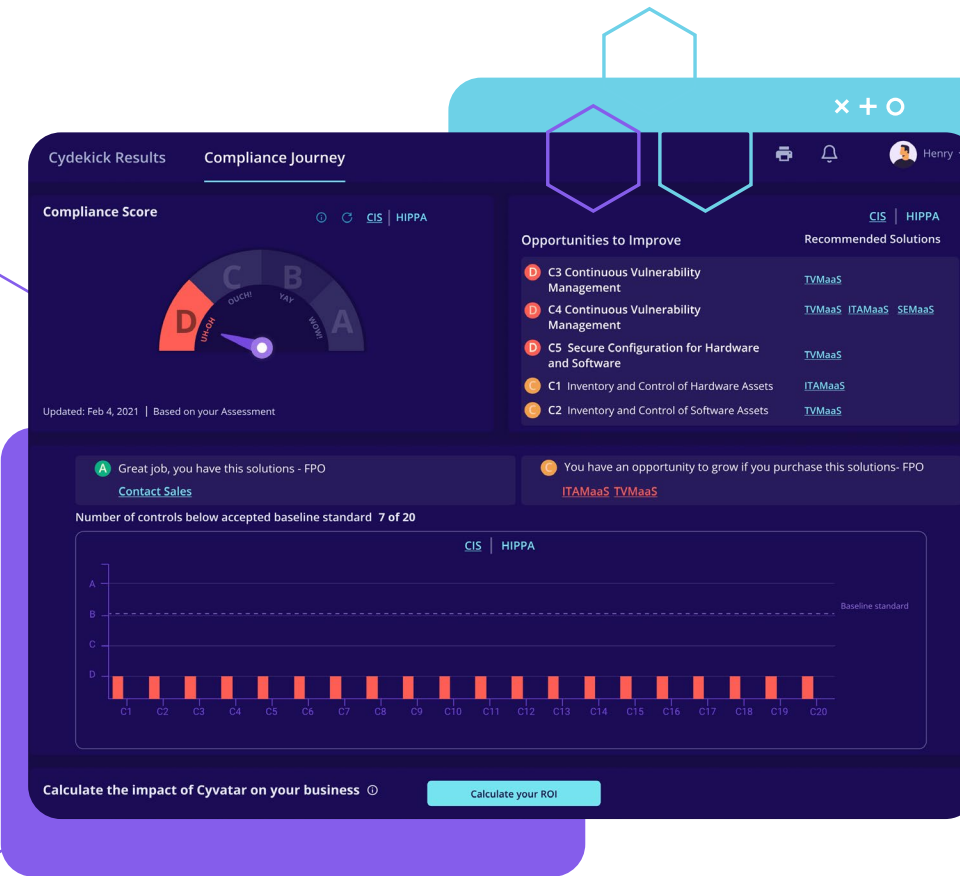 Cydekick Results
Compliance Journey
Henry
Compliance Score
CIS | HIPPA
D
C
B
A
UH-OH
OUCH!
YAY
WOW!
Updated: Feb 4, 2021 | Based on your Assessment
CIS | HIPPA
Opportunities to Improve
Recommended Solutions
D C3 Continuous Vulnerability
Management
TVMaaS
D C4 Continuous Vulnerability
Management
TVMaaS ITAMaaS SEMaaS
D C5 Secure Configuration for Hardware
and Software
TVMaaS
C C1 Inventory and Control of Hardware Assets
ITAMaaS
C C2 Inventory and Control of Software Assets
TVMaaS
A Great job, you have this solutions - FPO
Contact Sales
C You have an opportunity to grow if you purchase this solutions- FPO
ITAMaaS TVMaaS
Number of controls below accepted baseline standard 7 of 20
CIS | HIPPA
A
B
Baseline standard
C
D
C1 C2 C3 C4 C5 C6 C7 C8 C9 C10 C11 C12 C13 C14 C15 C16 C17 C18 C19 C20
Calculate the impact of Cyvatar on your business
Calculate your ROI